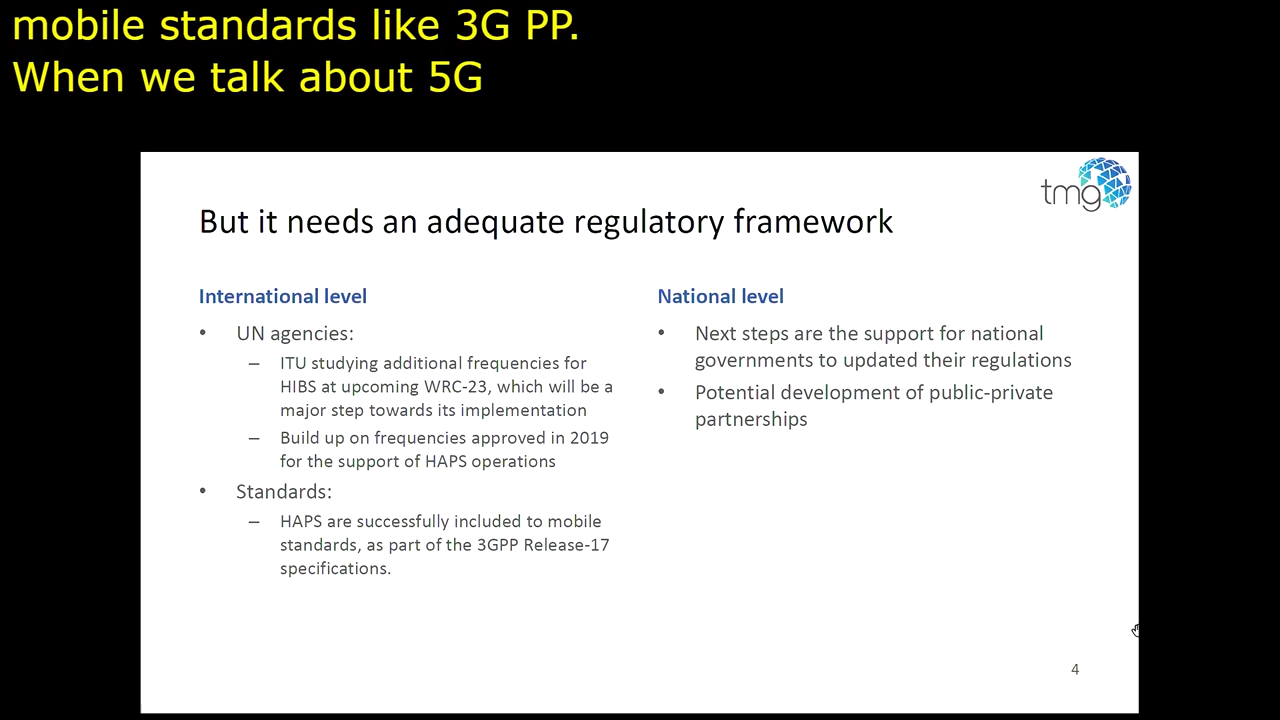 mobile standards like 3G PP.
When we talk about 5G
tmg
But it needs an adequate regulatory framework
International level
• UN agencies:
– ITU studying additional frequencies for
HIBS at upcoming WRC-23, which will be a
major step towards its implementation
– Build up on frequencies approved in 2019
for the support of HAPS operations
• Standards:
– HAPS are successfully included to mobile
standards, as part of the 3GPP Release-17
specifications.
National level
• Next steps are the support for national
governments to updated their regulations
• Potential development of public-private
partnerships
4